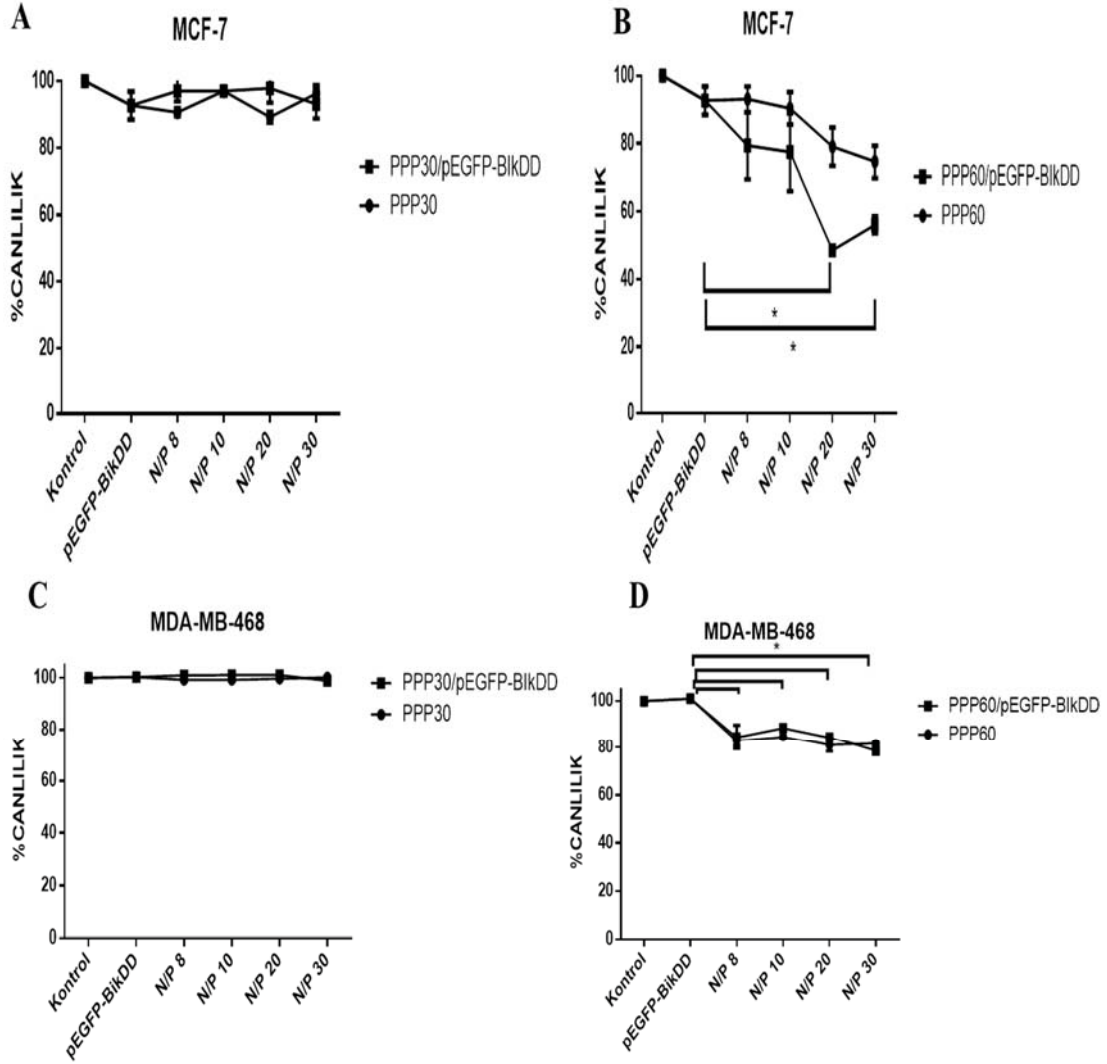 A
MCF-7
%CANLILIK
100
80
60
40
20
0
Kontrol
pEGFP-BikDD
N/P 8
N/P 10
N/P 20
N/P 30
PPP30/pEGFP-BikDD
PPP30
B
MCF-7
%CANLILIK
100
80
60
40
20
0
*
*
Kontrol
pEGFP-BikDD
N/P 8
N/P 10
N/P 20
N/P 30
PPP60/pEGFP-BikDD
PPP60
C
MDA-MB-468
%CANLILIK
100
80
60
40
20
0
Kontrol
pEGFP-BikDD
N/P 8
N/P 10
N/P 20
N/P 30
PPP30/pEGFP-BikDD
PPP30
D
MDA-MB-468
*
%CANLILIK
100
80
60
40
20
0
Kontrol
pEGFP-BikDD
N/P 8
N/P 10
N/P 20
N/P 30
PPP60/pEGFP-BikDD
PPP60